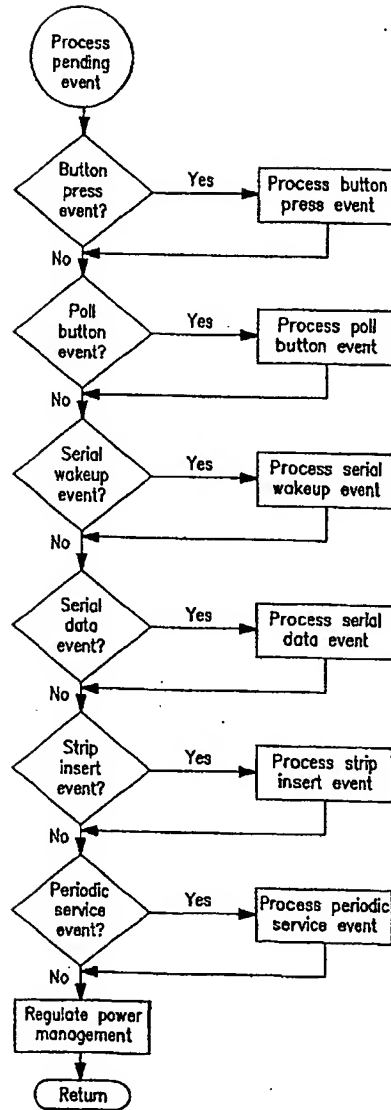 Process
pending
event
Button
press
event?
Yes
Process button
press event
No
Poll
button
event?
Yes
Process poll
button event
No
Serial
wakeup
event?
Yes
Process serial
wakeup event
No
Serial
data
event?
Yes
Process serial
data event
No
Strip
insert
event?
Yes
Process strip
insert event
No
Periodic
service
event?
Yes
Process periodic
service event
No
Regulate power
management
Return